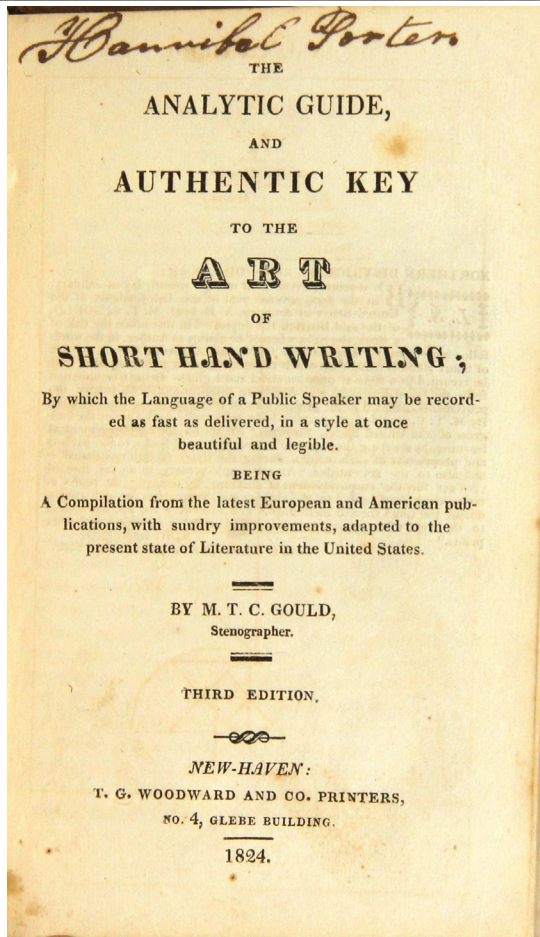 Hannibal Porter.
THE
ANALYTIC GUIDE,
AND
AUTHENTIC KEY
TO THE
ART
OF
SHORT HAND WRITING;
By which the Language of a Public Speaker may be record-
ed as fast as delivered, in a style at once
beautiful and legible.
BEING
A Compilation from the latest European and American pub-
lications, with sundry improvements, adapted to the
present state of Literature in the United States.
BY M. T. C. GOULD,
Stenographer.
THIRD EDITION.
NEW-HAVEN:
T. G. WOODWARD AND CO. PRINTERS,
NO. 4, GLEBE BUILDING.
1824.